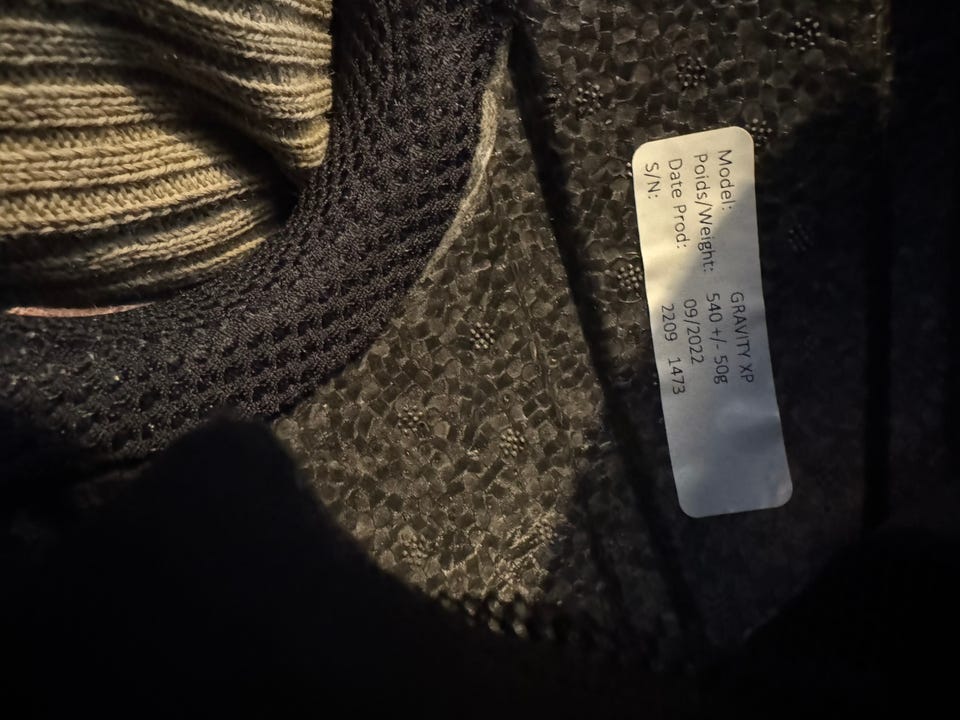 Model: GRAVITY XP
Poids/Weight: 540 +/- 50g
Date Prod: 09/2022
S/N: 2209 1473